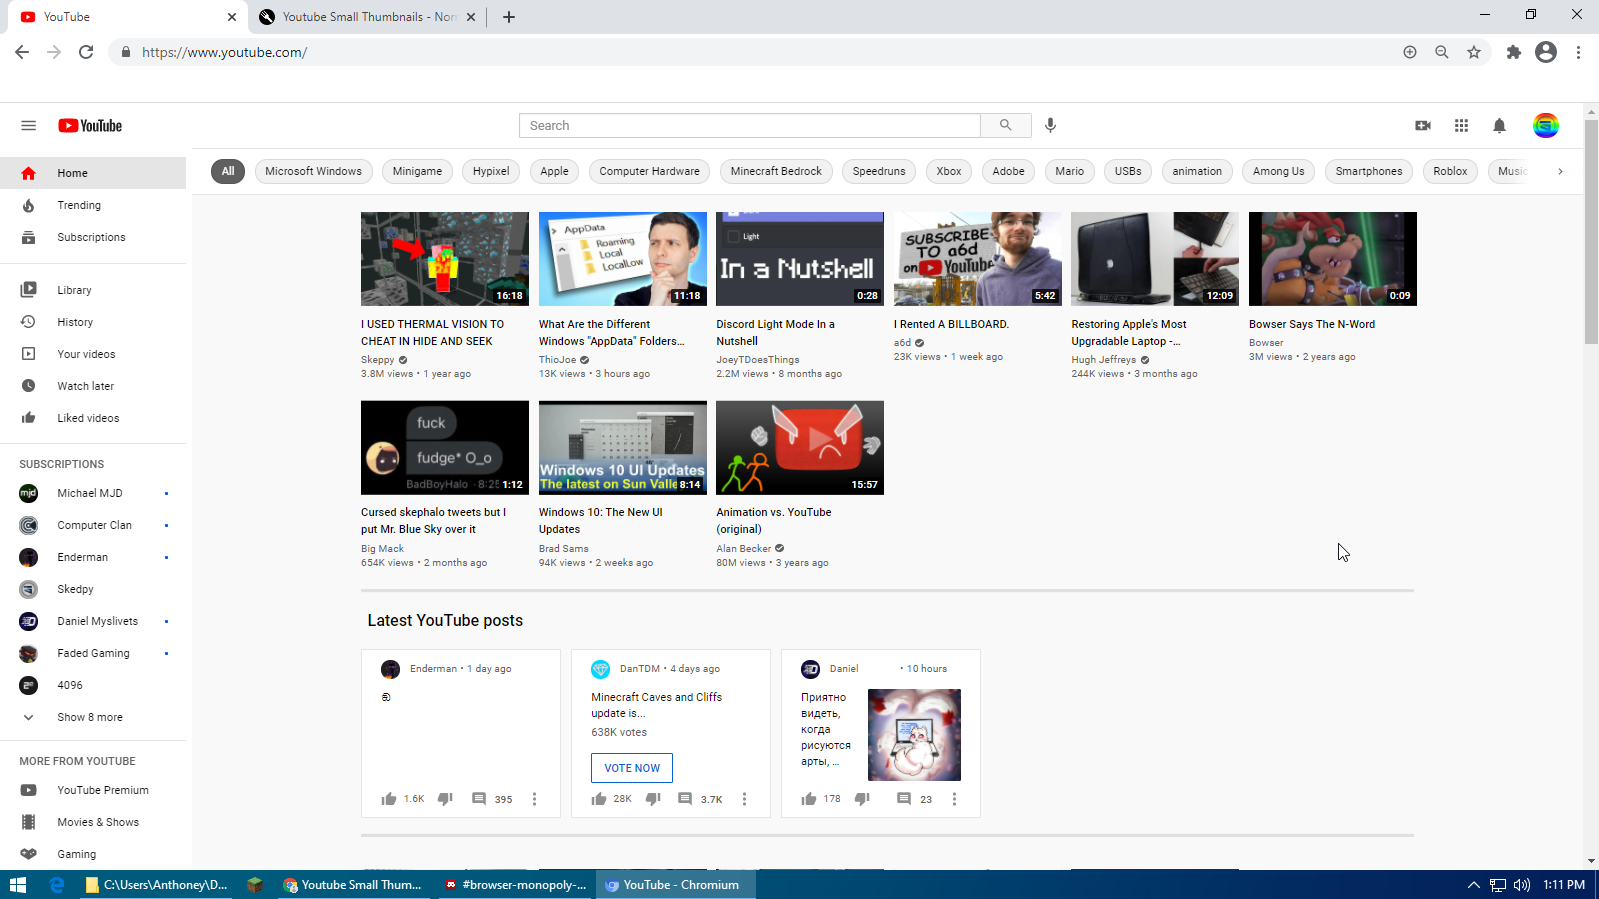 YouTube
Youtube Small Thumbnails - Non
https://www.youtube.com/
YouTube
Search
Home
Trending
Subscriptions
Library
History
Your videos
Watch later
Liked videos
SUBSCRIPTIONS
mjd Michael MJD
Computer Clan
Enderman
Skedpy
Daniel Myslivets
Faded Gaming
4096
Show 8 more
MORE FROM YOUTUBE
YouTube Premium
Movies & Shows
Gaming
All Microsoft Windows Minigame Hypixel Apple Computer Hardware Minecraft Bedrock Speedruns Xbox Adobe Mario USBs animation Among Us Smartphones Roblox Music
16:18
I USED THERMAL VISION TO
CHEAT IN HIDE AND SEEK
Skeppy
3.8M views • 1 year ago
AppData
Roaming
Local
LocalLow
11:18
What Are the Different
Windows "AppData" Folders...
ThioJoe
13K views • 3 hours ago
Light
In a Nutshell
0:28
Discord Light Mode In a
Nutshell
JoeyTDoesThings
2.2M views • 8 months ago
SUBSCRIBE
TO a6d
on YouTube
5:42
I Rented A BILLBOARD.
a6d
23K views • 1 week ago
12:09
Restoring Apple's Most
Upgradable Laptop -...
Hugh Jeffreys
244K views • 3 months ago
0:09
Bowser Says The N-Word
Bowser
3M views • 2 years ago
fuck
fudge* O_o
BadBoyHalo · 8:25
1:12
Cursed skephalo tweets but I
put Mr. Blue Sky over it
Big Mack
654K views • 2 months ago
Windows 10 UI Updates
The latest on Sun Valle
8:14
Windows 10: The New UI
Updates
Brad Sams
94K views • 2 weeks ago
15:57
Animation vs. YouTube
(original)
Alan Becker
80M views • 3 years ago
Latest YouTube posts
Enderman • 1 day ago
1.6K 395
DanTDM • 4 days ago
Minecraft Caves and Cliffs
update is...
638K votes
VOTE NOW
28K 3.7K
Daniel • 10 hours
Приятно
видеть,
когда
рисуются
арты, ...
178 23
C:\Users\Anthoney\D...
Youtube Small Thum...
#browser-monopoly-...
YouTube - Chromium
1:11 PM